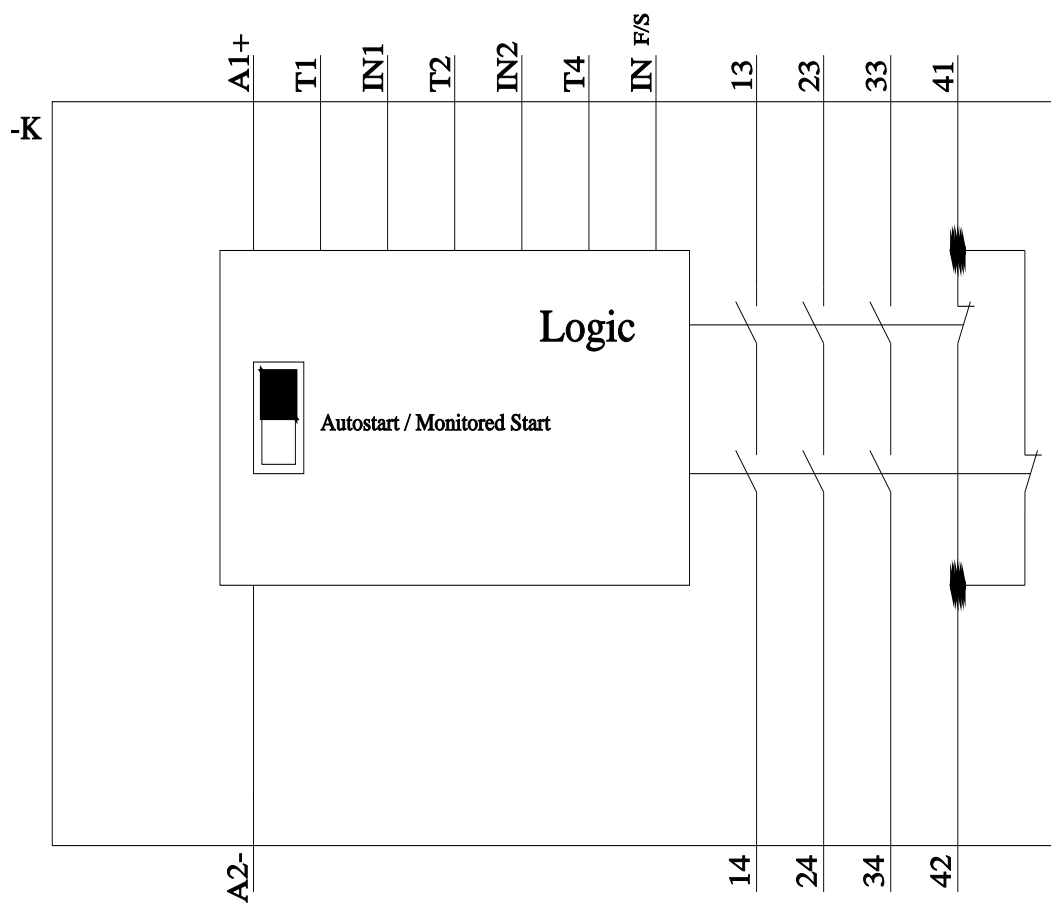 A1+
T1
IN1
T2
IN2
T4
IN F/S
13
23
33
41
-K
Logic
Autostart / Monitored Start
A2-
14
24
34
42